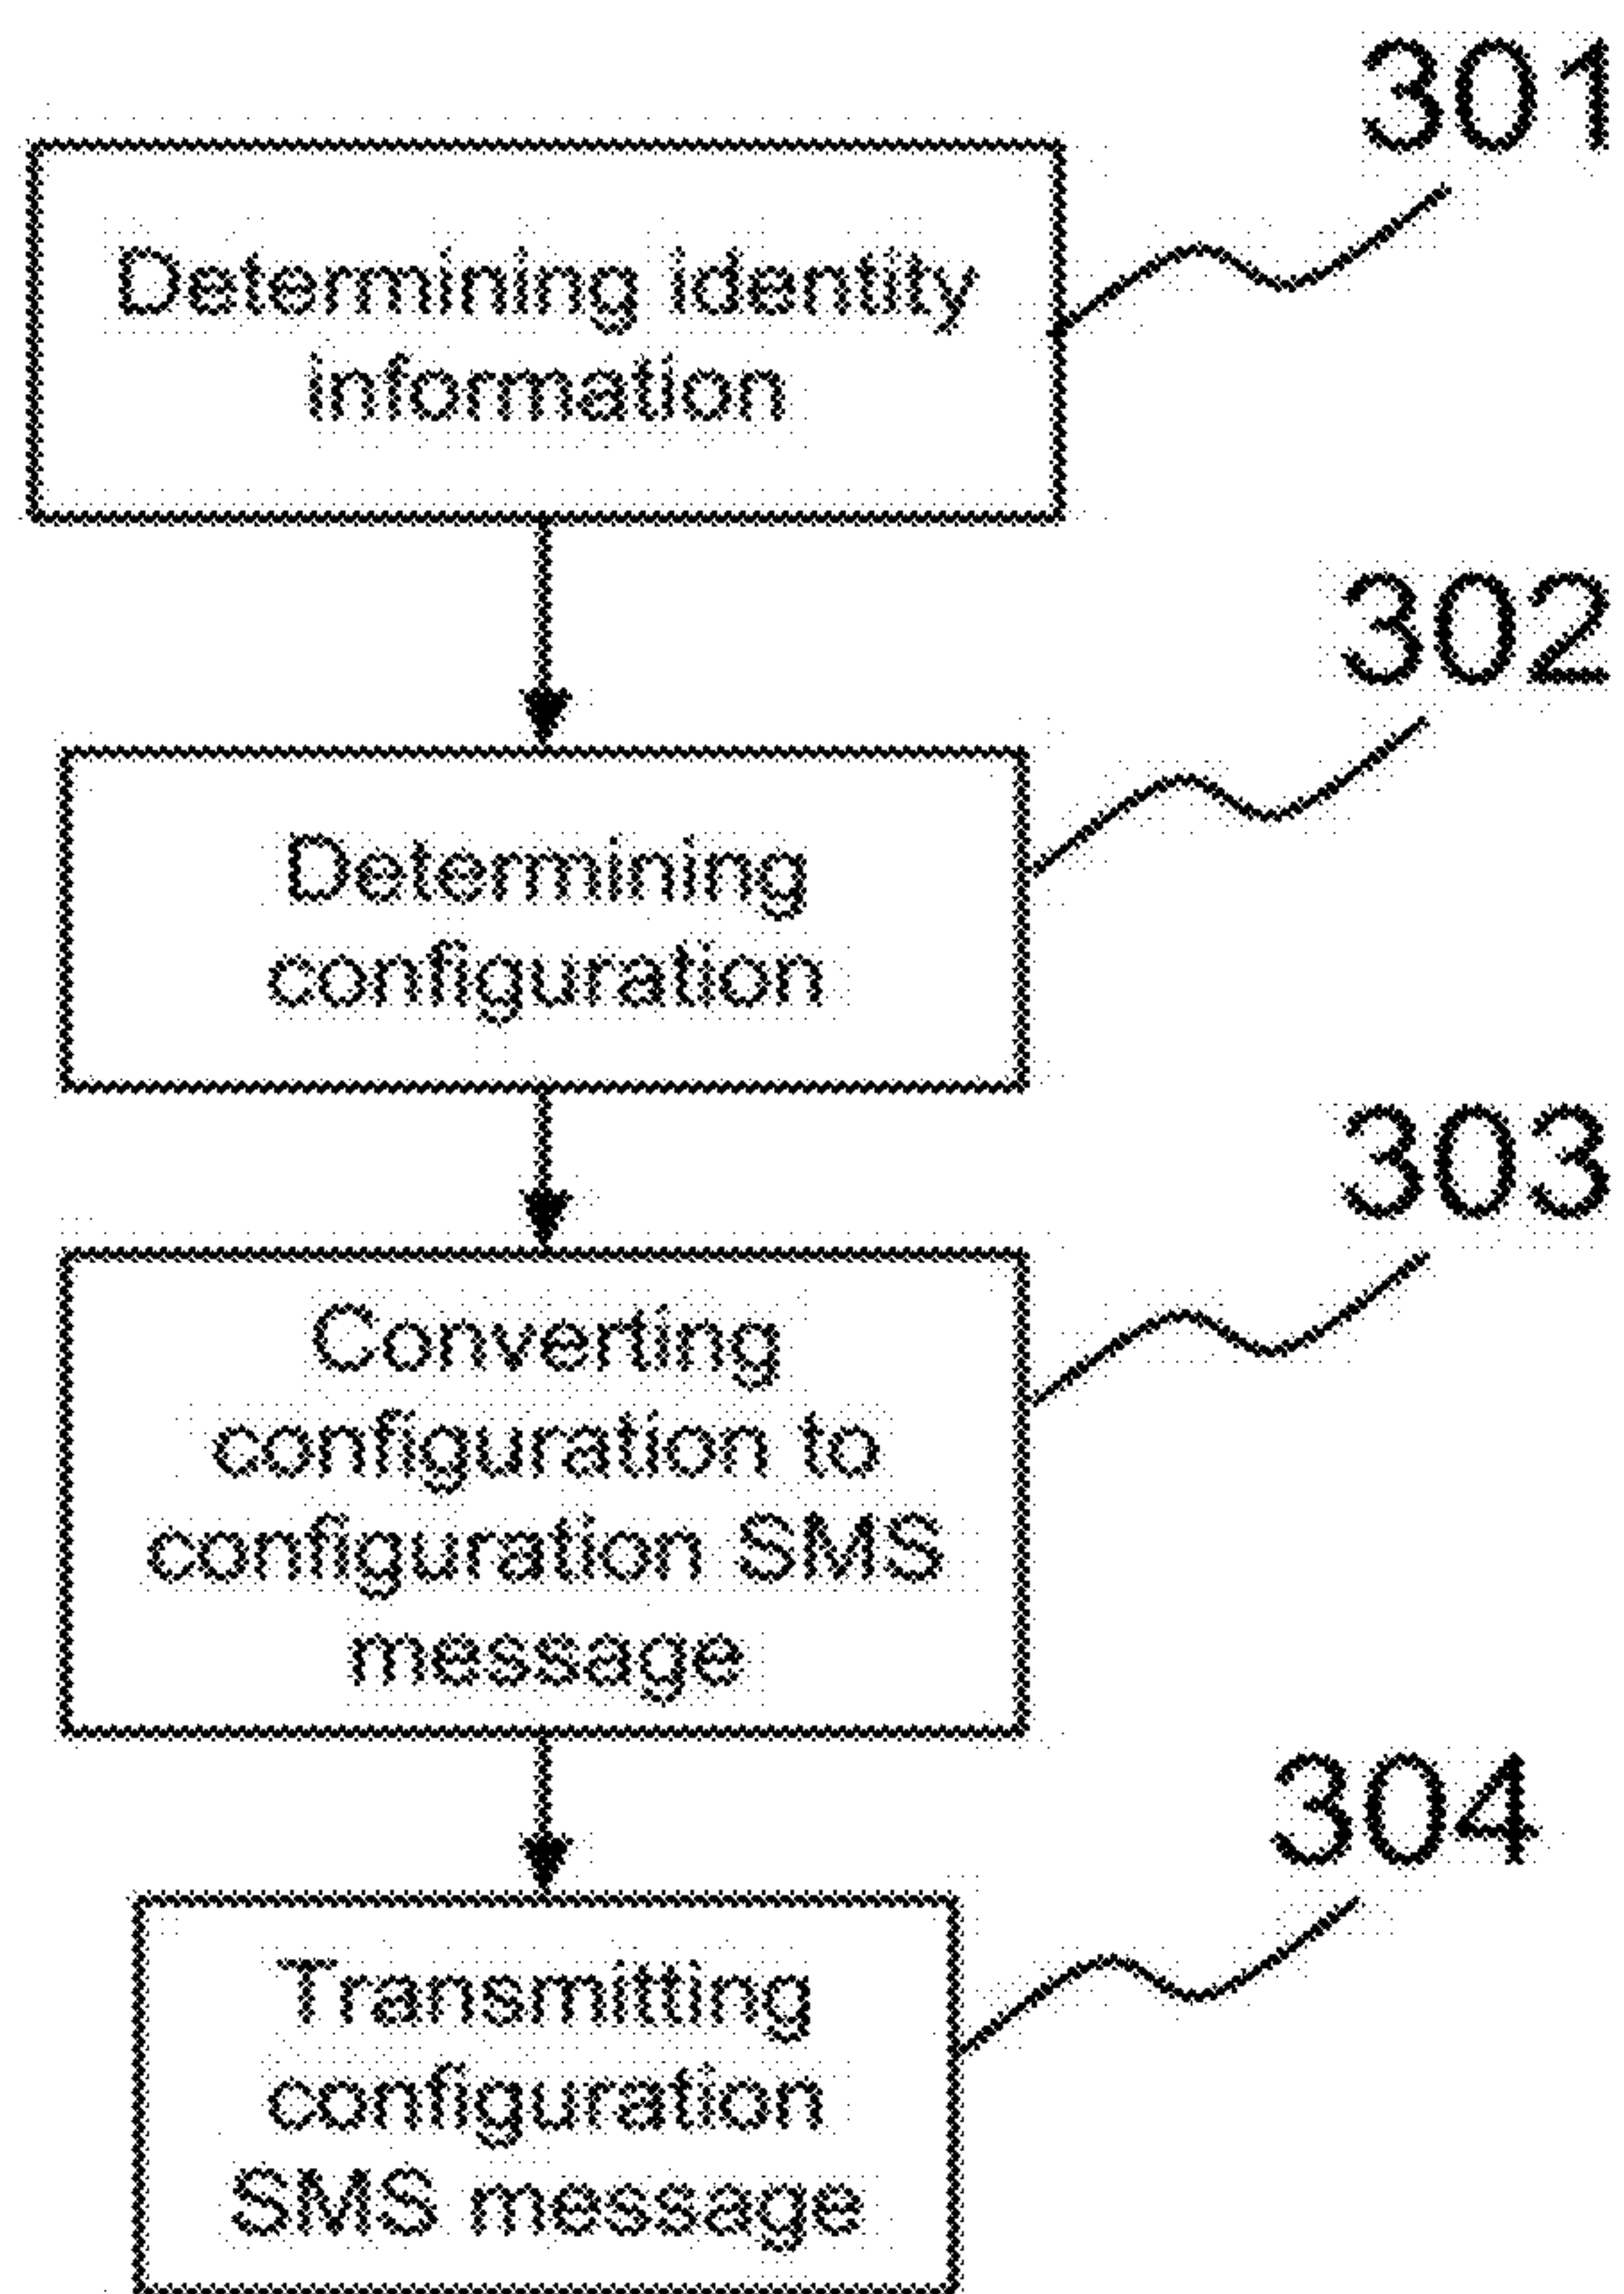 301
Determining identity
information
302
Determining
configuration
303
Converting
configuration to
configuration SMS
message
304
Transmitting
configuration
SMS message